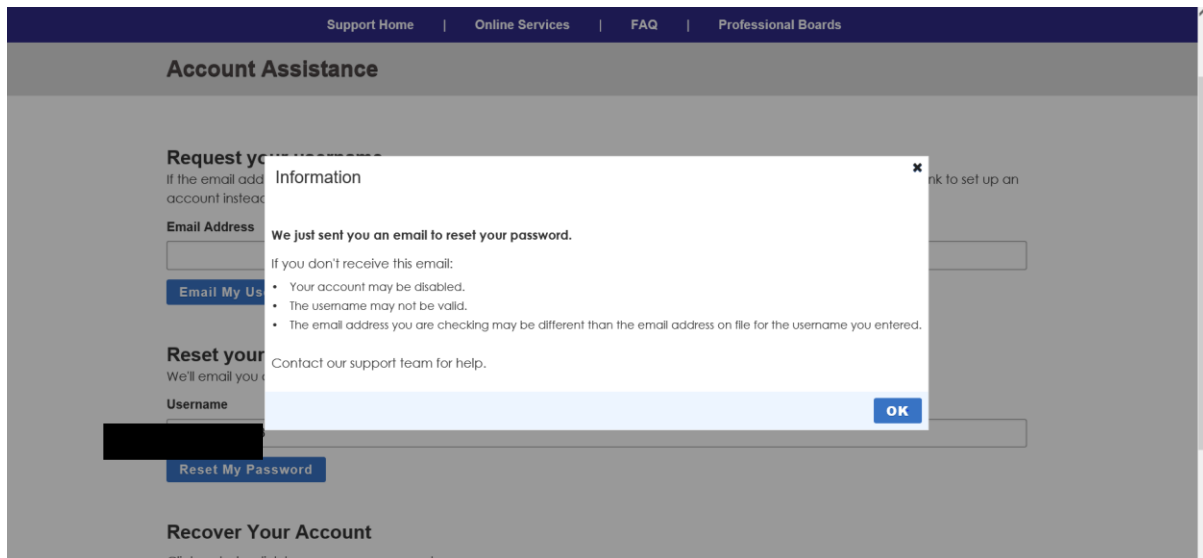 Support Home | Online Services | FAQ | Professional Boards
Account Assistance
Request your username
If the email add
nk to set up an
account instead
Email Address
Email My Us
Information
We just sent you an email to reset your password.
If you don't receive this email:
• Your account may be disabled.
• The username may not be valid.
• The email address you are checking may be different than the email address on file for the username you entered.
Contact our support team for help.
OK
Reset your
We'll email you
Username
Reset My Password
Recover Your Account